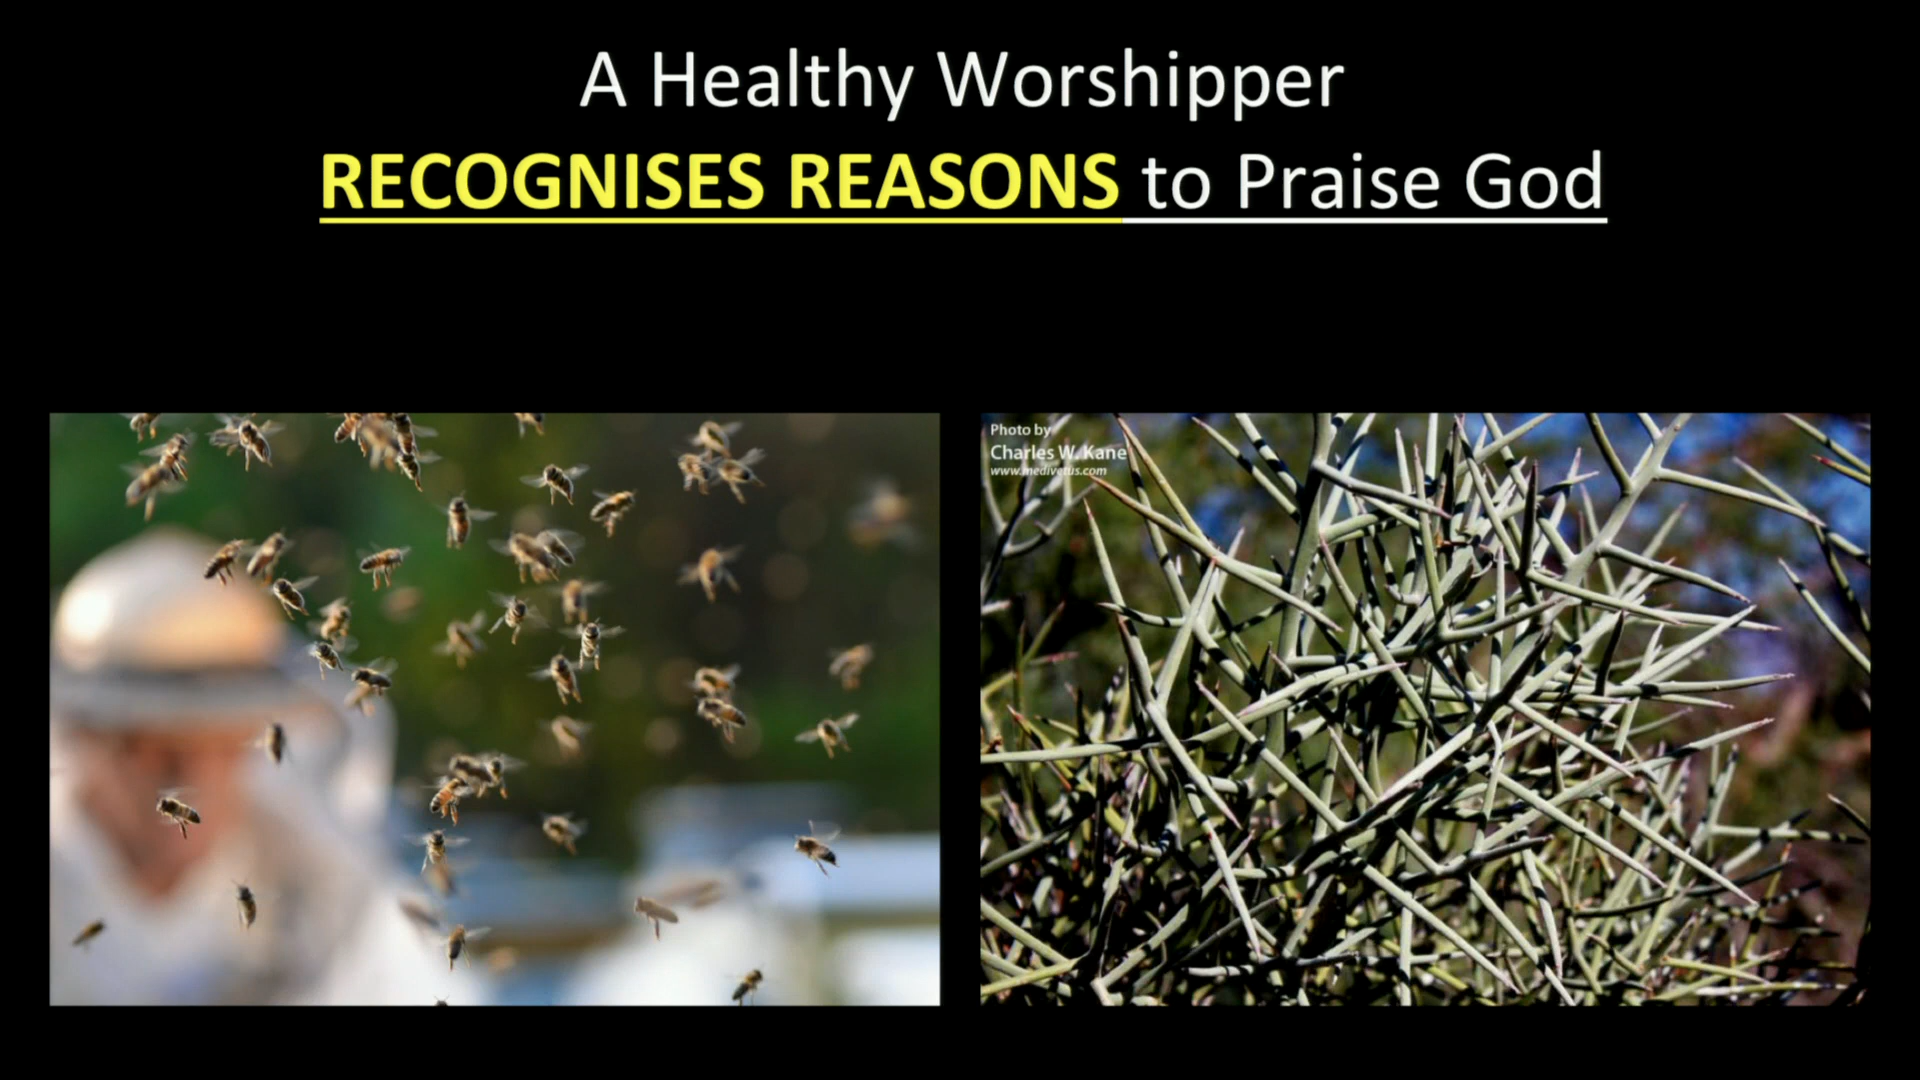 A Healthy Worshipper
RECOGNISES REASONS to Praise God
Photo by
Charles W. Kane
www.medivetus.com